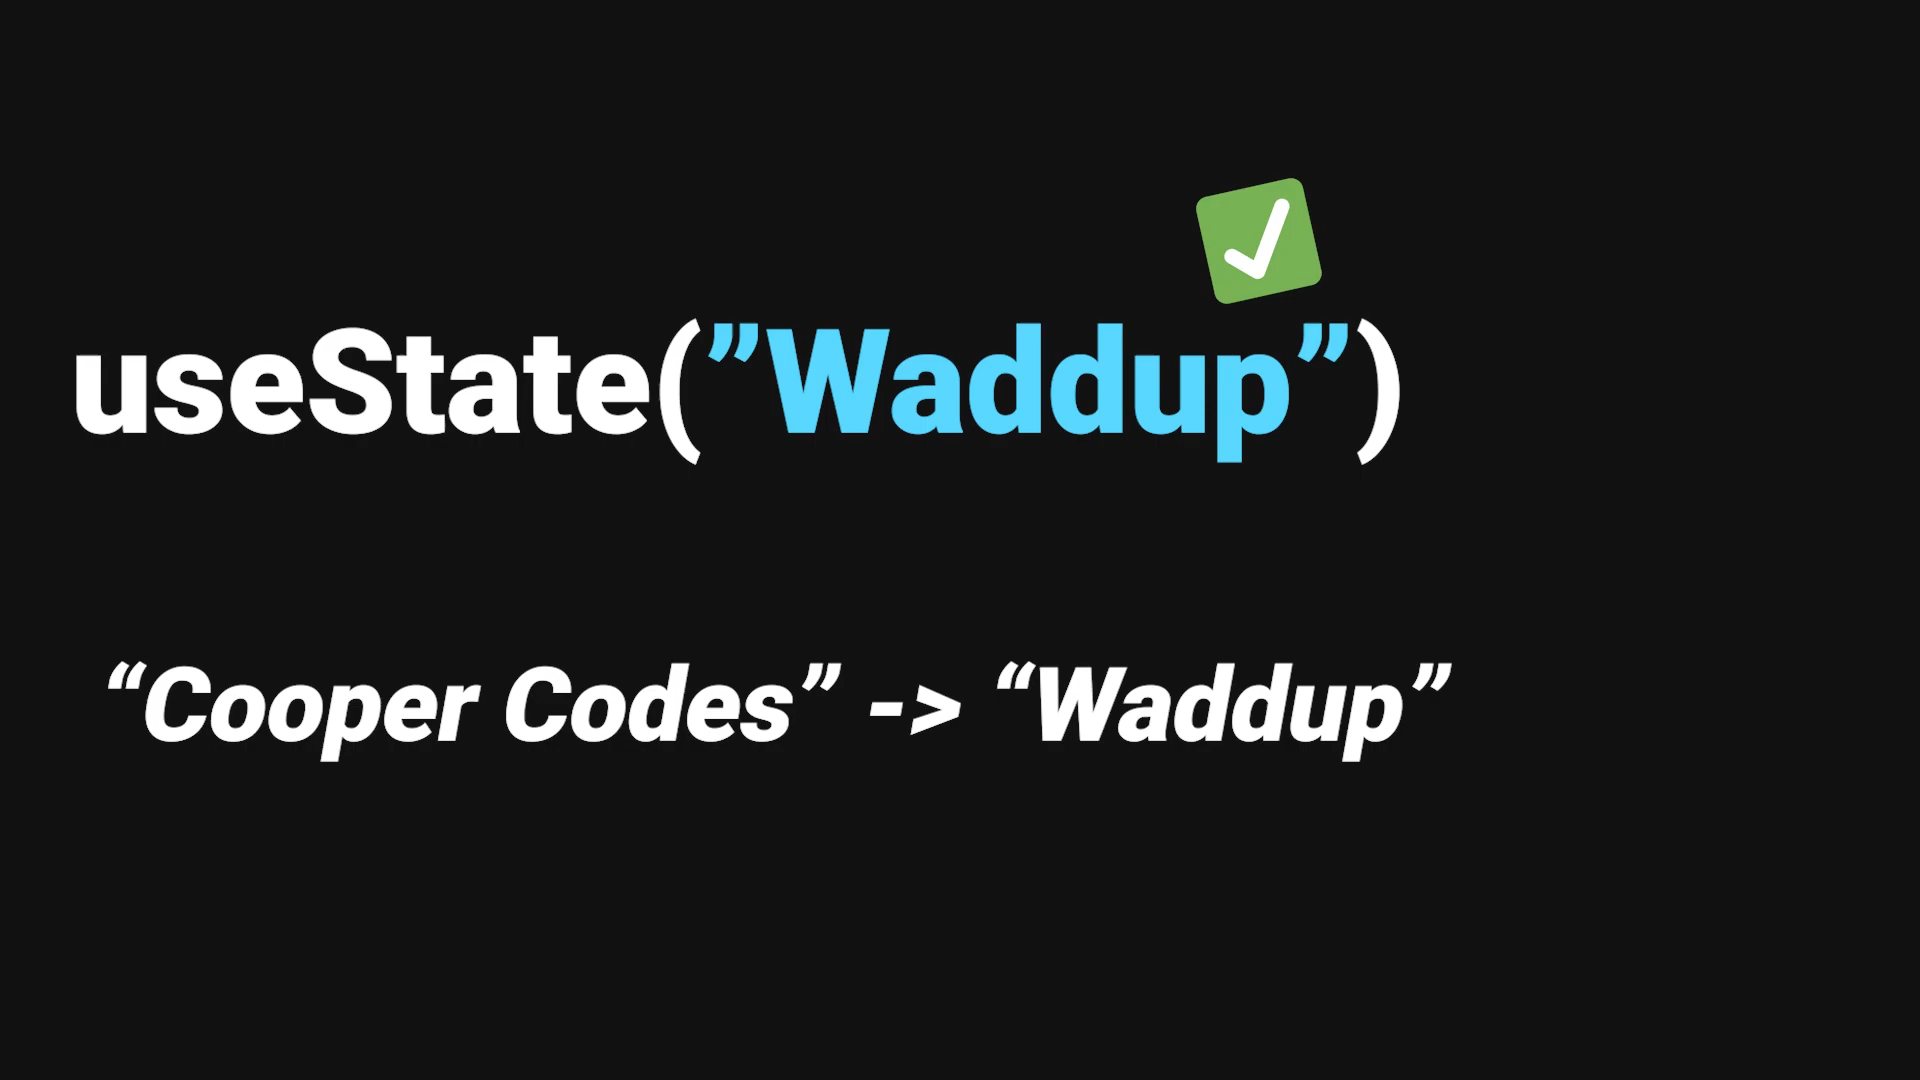 useState(”Waddup”)
“Cooper Codes” -> “Waddup”